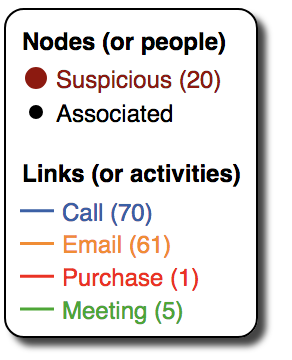 Nodes (or people)
Suspicious (20)
Associated
Links (or activities)
Call (70)
Email (61)
Purchase (1)
Meeting (5)